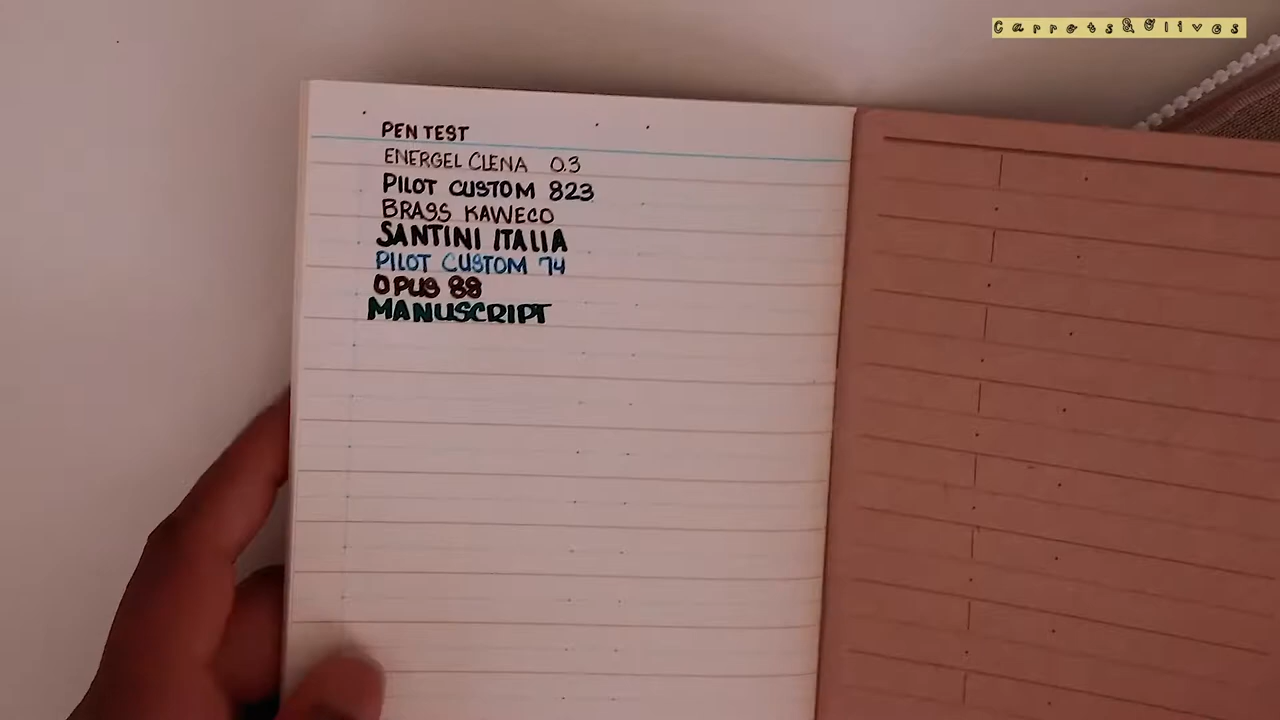 Carrots&Olives
PEN TEST
ENERGEL CLENA 0.3
PILOT CUSTOM 823
BRASS KAWECO
SANTINI ITALIA
PILOT CUSTOM 74
OPUS 88
MANUSCRIPT